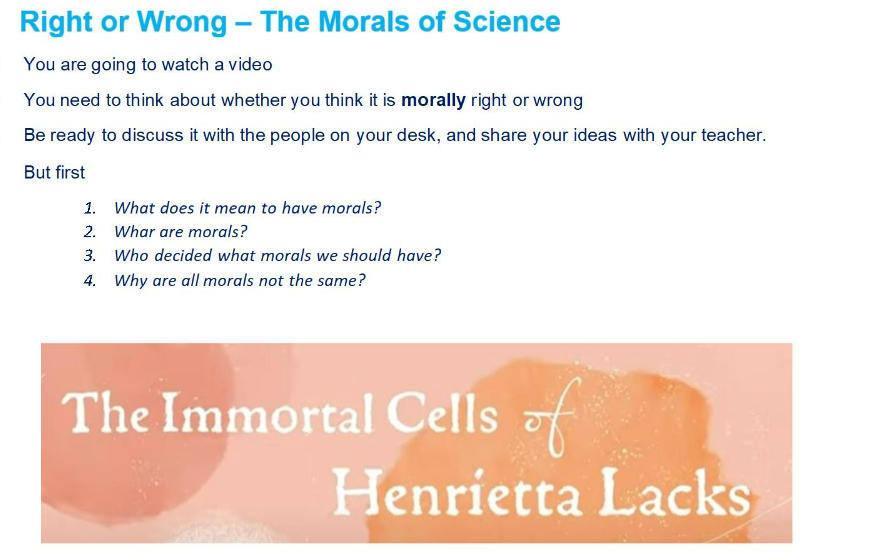 Right or Wrong – The Morals of Science
You are going to watch a video
You need to think about whether you think it is morally right or wrong
Be ready to discuss it with the people on your desk, and share your ideas with your teacher.
But first
1. What does it mean to have morals?
2. Whar are morals?
3. Who decided what morals we should have?
4. Why are all morals not the same?
The Immortal Cells of
Henrietta Lacks